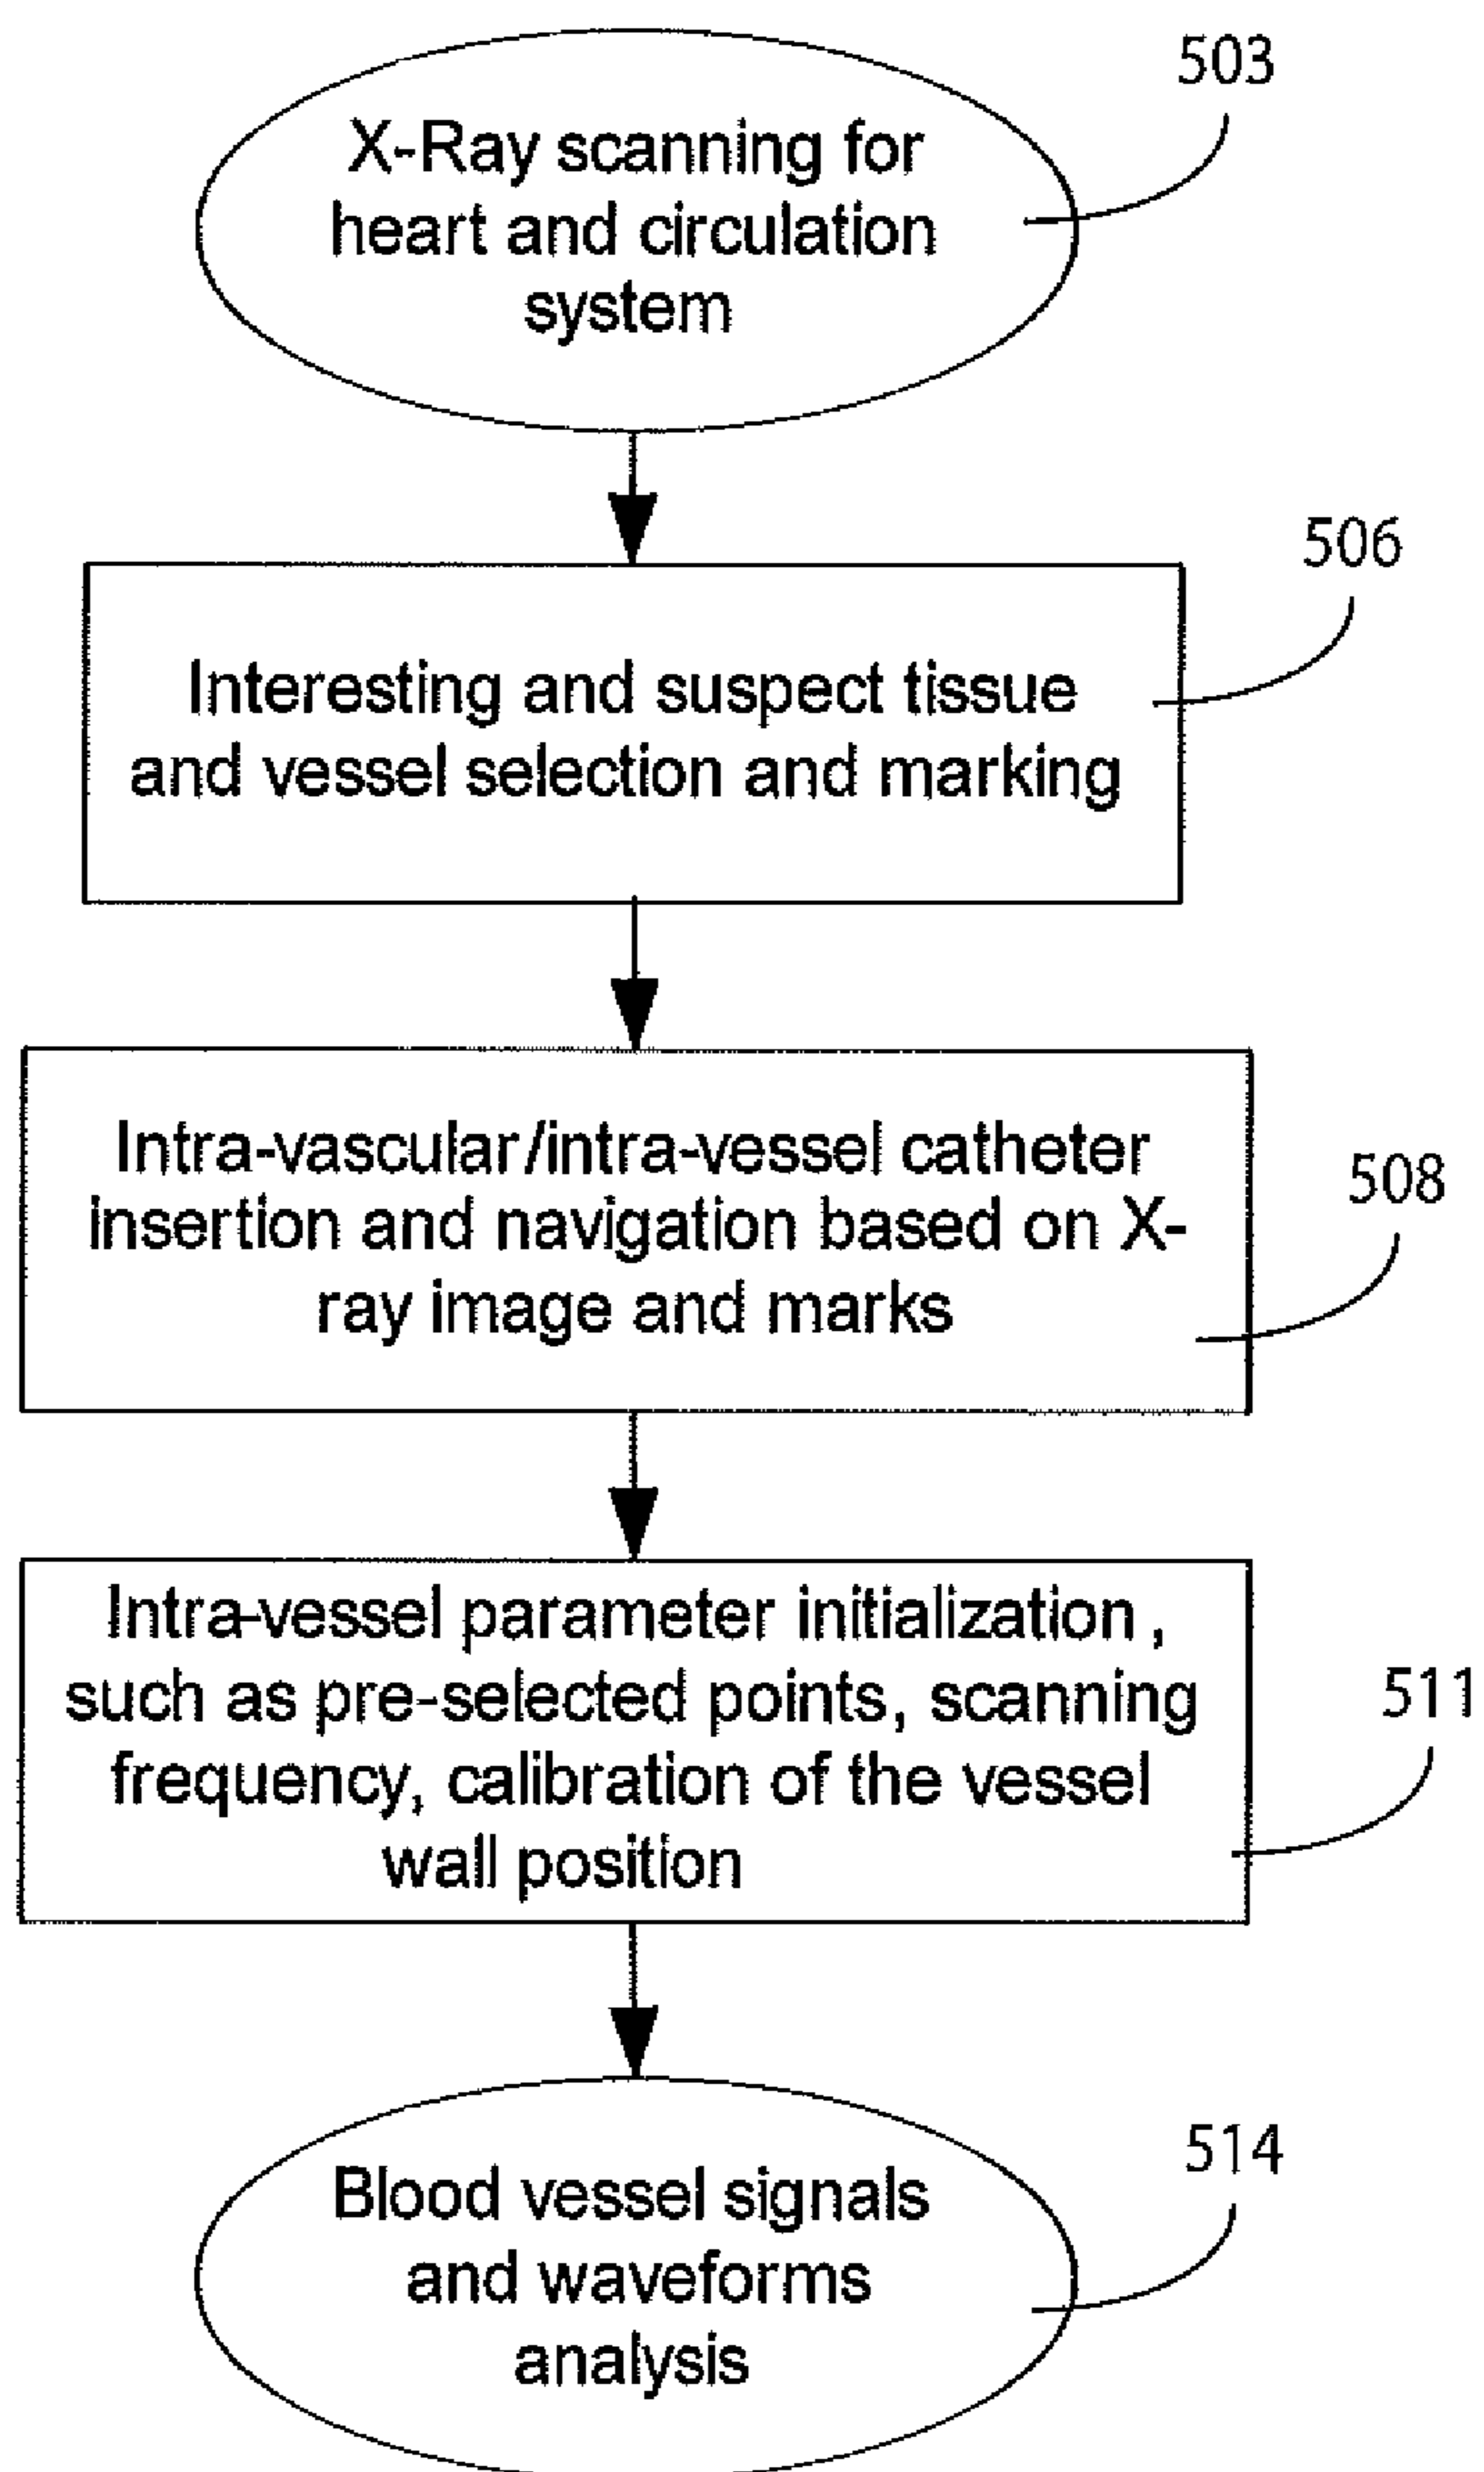 503
X-Ray scanning for
heart and circulation
system
506
Interesting and suspect tissue
and vessel selection and marking
Intra-vascular/intra-vessel catheter
508
insertion and navigation based on X-
ray image and marks
Intra-vessel parameter initialization,
such as pre-selected points, scanning
511
frequency, calibration of the vessel
wall position
514
Blood vessel signals
and waveforms
analysis